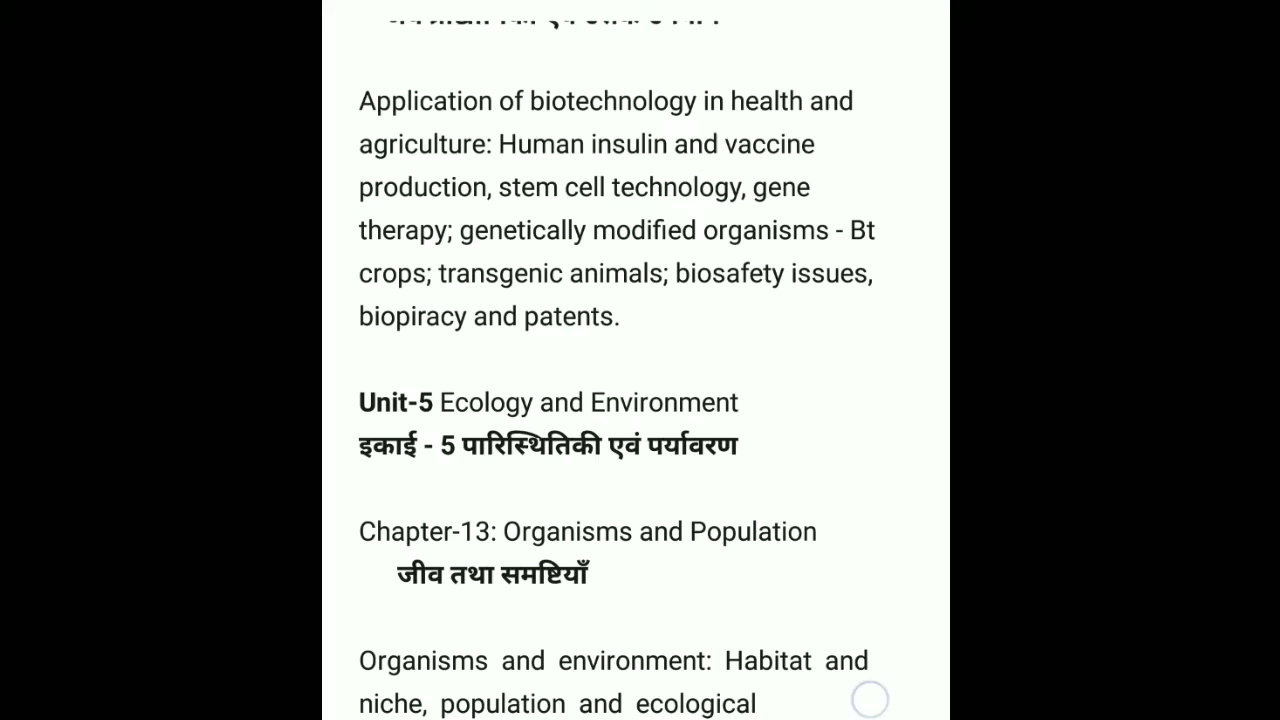 Application of biotechnology in health and
agriculture: Human insulin and vaccine
production, stem cell technology, gene
therapy; genetically modified organisms - Bt
crops; transgenic animals; biosafety issues,
biopiracy and patents.
Unit-5 Ecology and Environment
इकाई - 5 पारिस्थितिकी एवं पर्यावरण
Chapter-13: Organisms and Population
जीव तथा समष्टियाँ
Organisms and environment: Habitat and
niche, population and ecological